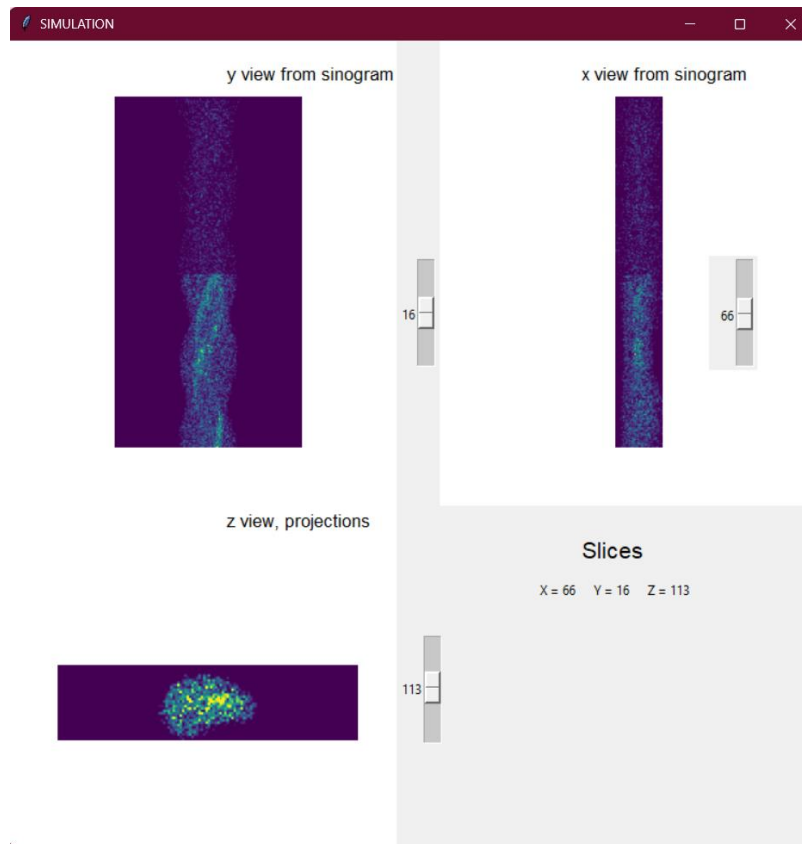 SIMULATION
y view from sinogram
x view from sinogram
16
66
z view, projections
Slices
X = 66 Y = 16 Z = 113
113